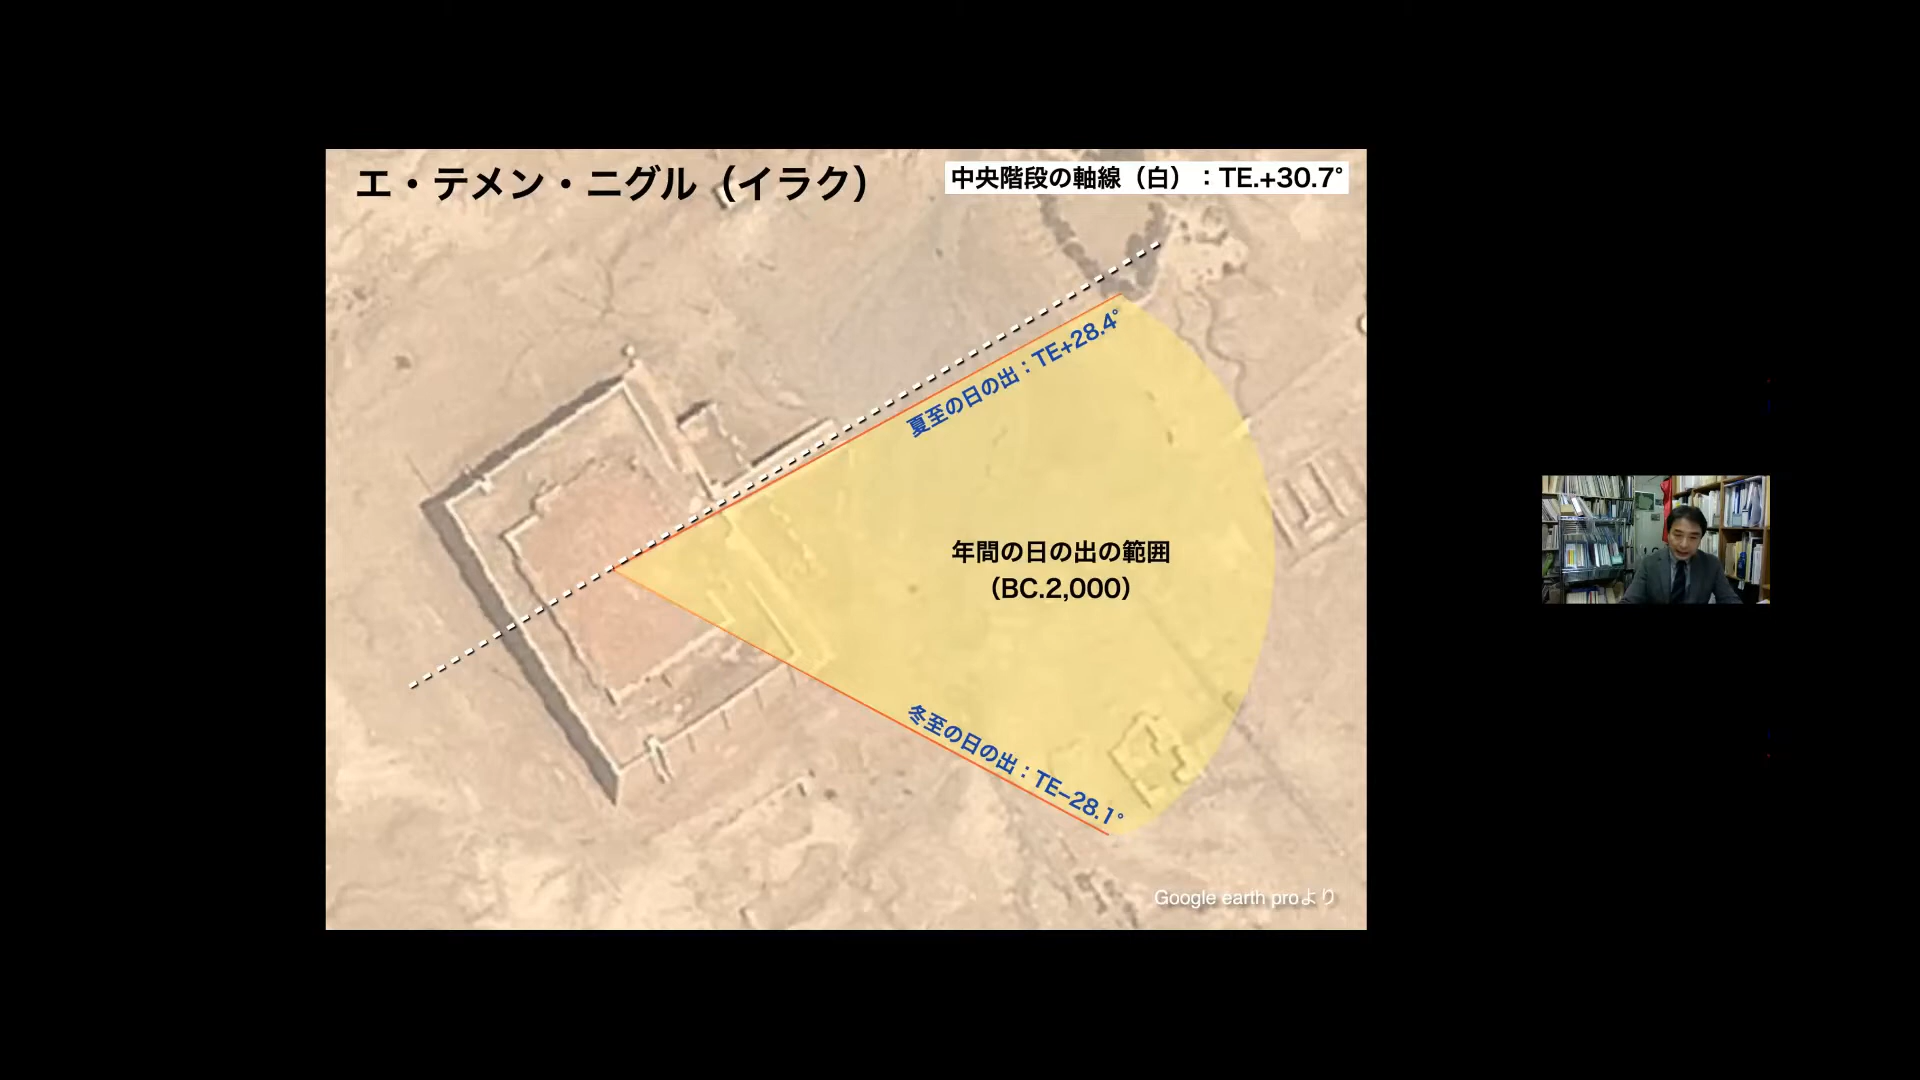 エ・テメン・ニグル（イラク）
中央階段の軸線（白）：TE.+30.7°
夏至の日の出：TE+28.4°
年間の日の出の範囲
（BC.2,000）
冬至の日の出：TE−28.1°
Google earth proより